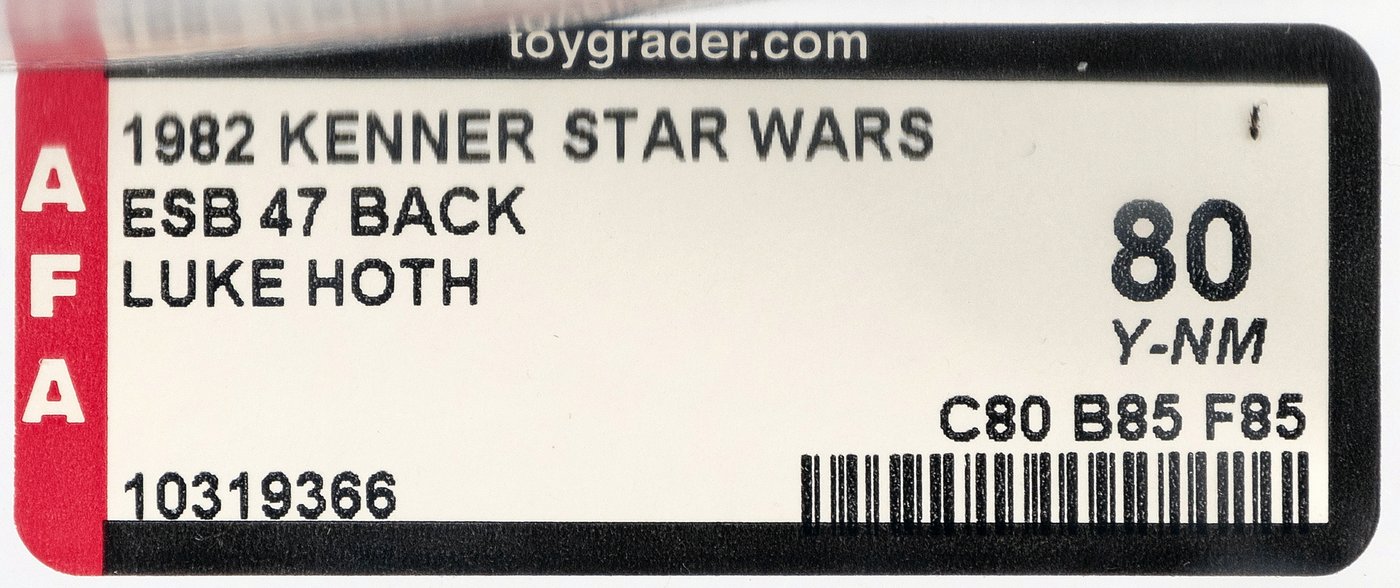 toygrader.com
AFA
1982 KENNER STAR WARS
ESB 47 BACK
LUKE HOTH
80
Y-NM
C80 B85 F85
10319366